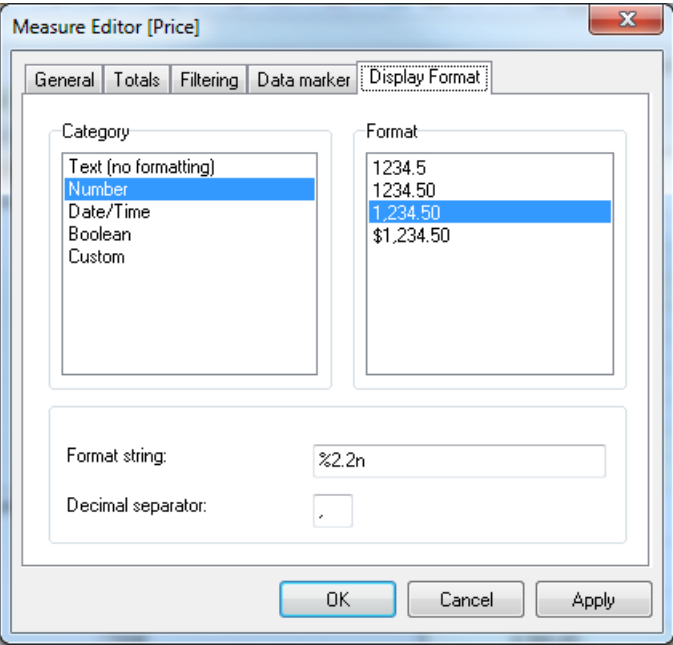 Measure Editor [Price]
General Totals Filtering Data marker Display Format
Category
Text (no formatting)
Number
Date/Time
Boolean
Custom
Format
1234.5
1234.50
1,234.50
$1,234.50
Format string: %2.2n
Decimal separator: ,
OK Cancel Apply